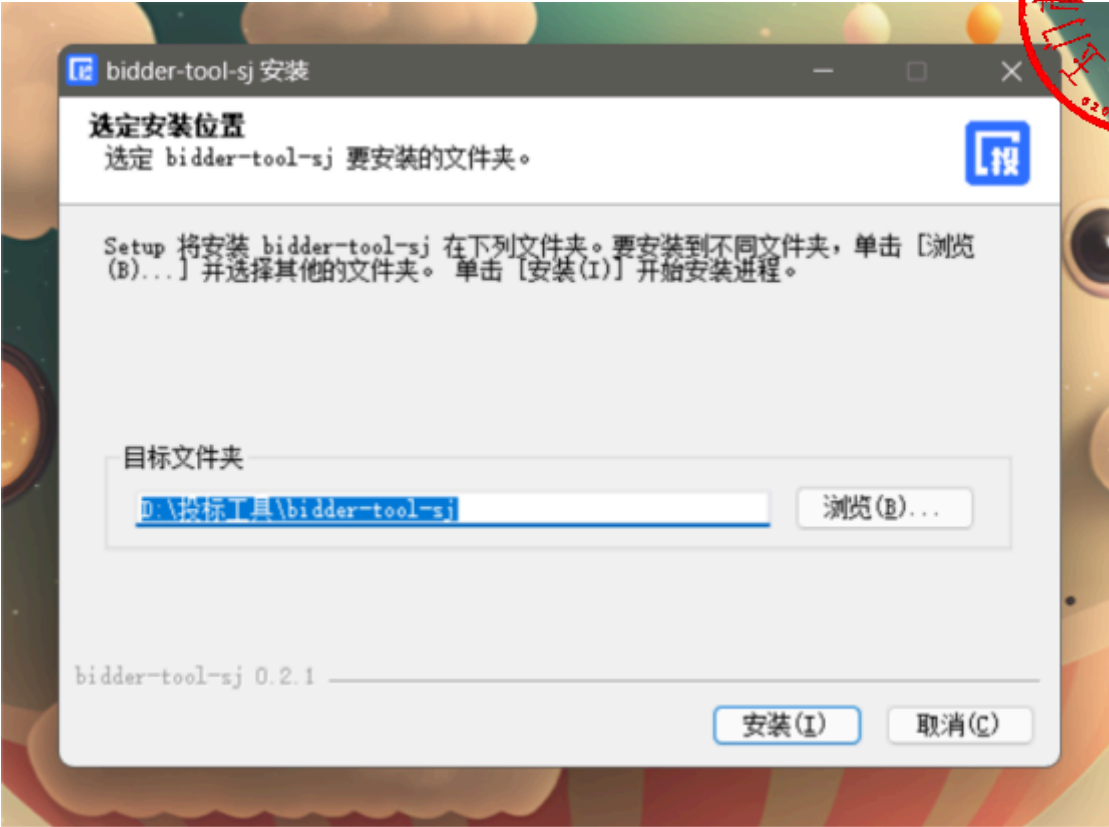 bidder-tool-sj 安装
选定安装位置
选定 bidder-tool-sj 要安装的文件夹。
投
Setup 将安装 bidder-tool-sj 在下列文件夹。要安装到不同文件夹，单击 [浏览
(B)...] 并选择其他的文件夹。 单击 [安装(I)] 开始安装进程。
目标文件夹
D:\投标工具\bidder-tool-sj
浏览(B)...
bidder-tool-sj 0.2.1
安装(I)
取消(C)